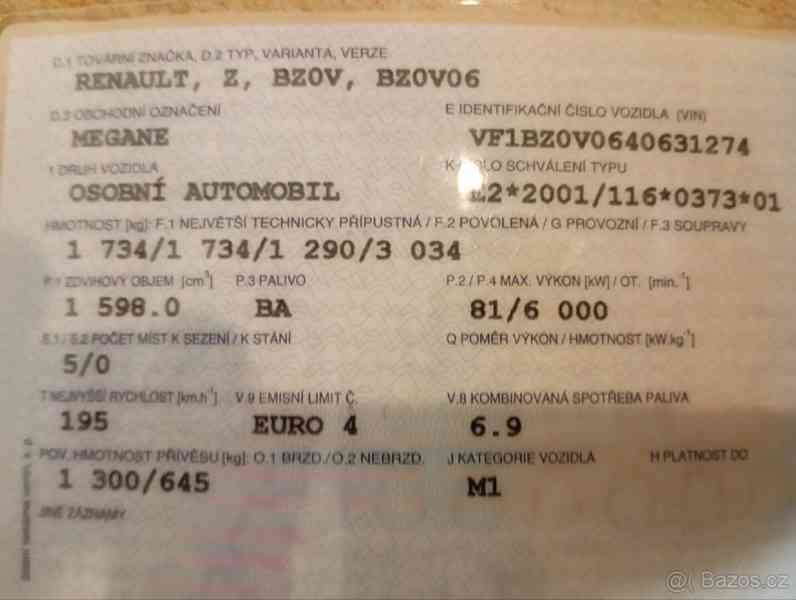 D.1 TOVÁRNÍ ZNAČKA, D.2 TYP, VARIANTA, VERZE
RENAULT, Z, BZ0V, BZ0V06
D.3 OBCHODNÍ OZNAČENÍ E IDENTIFIKAČNÍ ČÍSLO VOZIDLA (VIN)
MEGANE VF1BZ0V0640631274
1 DRUH VOZIDLA K ČÍSLO SCHVÁLENÍ TYPU
OSOBNÍ AUTOMOBIL E2*2001/116*0373*01
HMOTNOST [kg]: F.1 NEJVĚTŠÍ TECHNICKY PŘÍPUSTNÁ / F.2 POVOLENÁ / G PROVOZNÍ / F.3 SOUPRAVY
1 734/1 734/1 290/3 034
P.1 ZDVIHOVÝ OBJEM [cm³] P.3 PALIVO P.2 / P.4 MAX. VÝKON [kW] / OT. [min.⁻¹]
1 598.0 BA 81/6 000
S.1 / S.2 POČET MÍST K SEZENÍ / K STÁNÍ Q POMĚR VÝKON / HMOTNOST [kW.kg⁻¹]
5/0
T NEJVYŠŠÍ RYCHLOST [km.h⁻¹] V.9 EMISNÍ LIMIT Č. V.8 KOMBINOVANÁ SPOTŘEBA PALIVA
195 EURO 4 6.9
POV. HMOTNOST PŘÍVĚSU [kg]: O.1 BRZD. / O.2 NEBRZD. J KATEGORIE VOZIDLA H PLATNOST DO
1 300/645 M1
JINÉ ZÁZNAMY
@ Bazos.cz